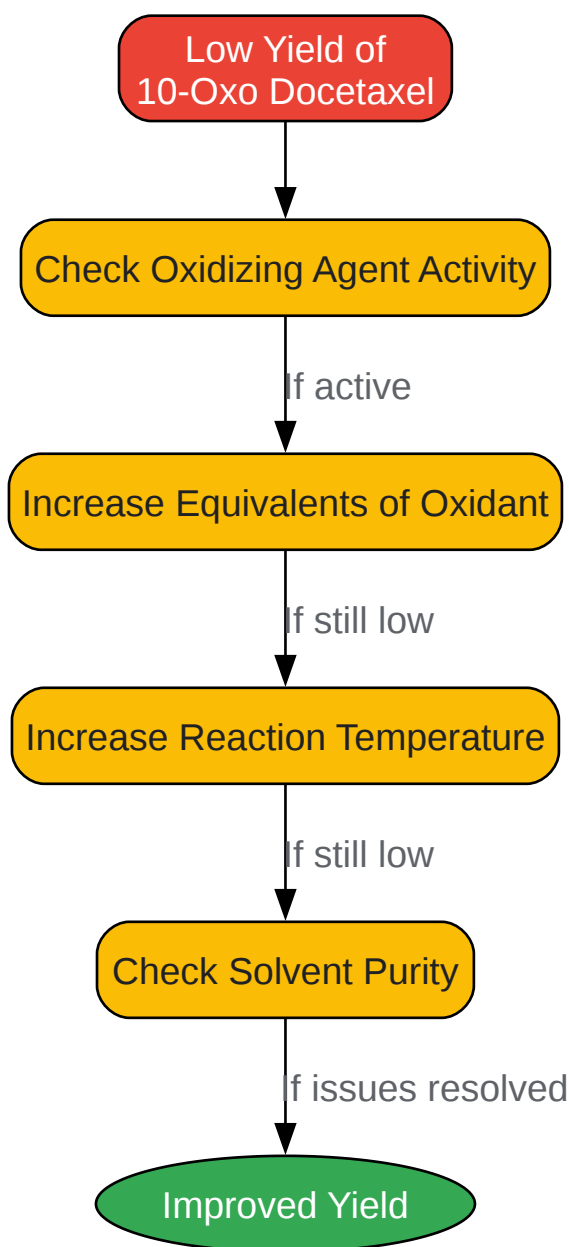 Low Yield of
10-Oxo Docetaxel
Check Oxidizing Agent Activity
If active
Increase Equivalents of Oxidant
If still low
Increase Reaction Temperature
If still low
Check Solvent Purity
If issues resolved
Improved Yield